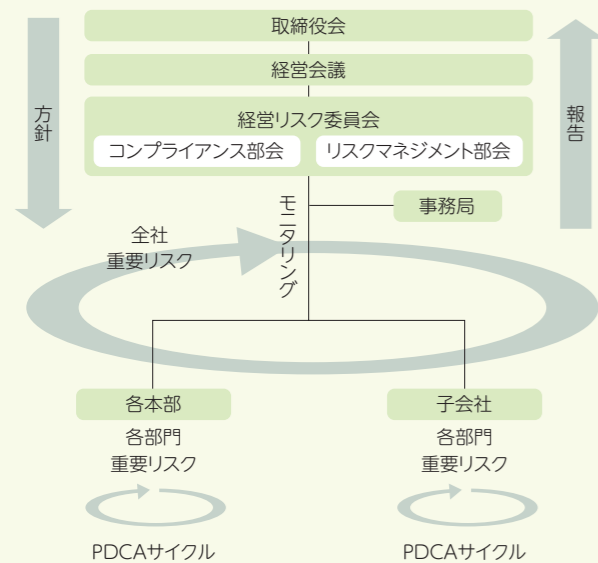 取締役会
経営会議
経営リスク委員会
コンプライアンス部会
リスクマネジメント部会
方針
報告
事務局
モニタリング
全社
重要リスク
各本部
各部門
重要リスク
PDCAサイクル
子会社
各部門
重要リスク
PDCAサイクル